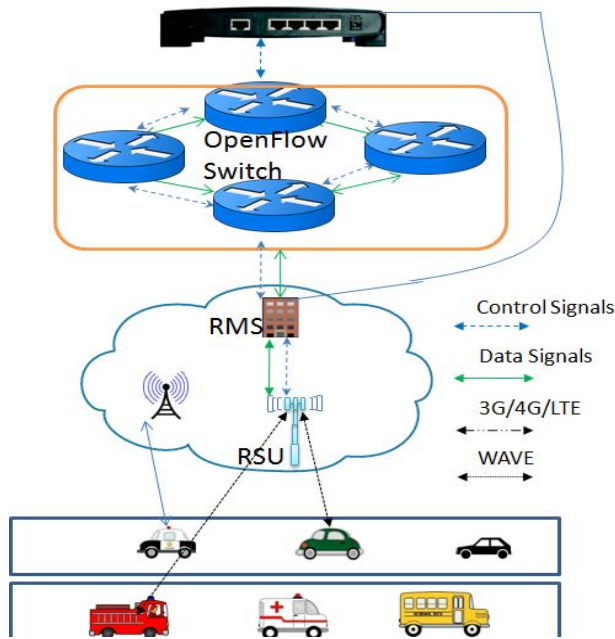 OpenFlow
Switch
RMS
RSU
Control Signals
Data Signals
3G/4G/LTE
WAVE